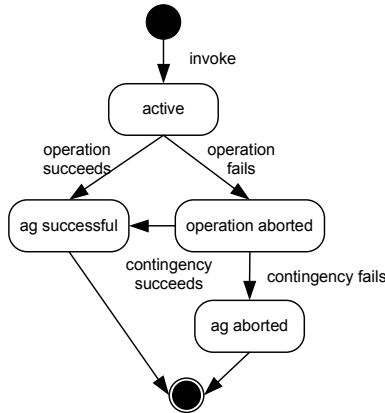 invoke
active
operation
succeeds
operation
fails
ag successful
operation aborted
contingency
succeeds
contingency fails
ag aborted